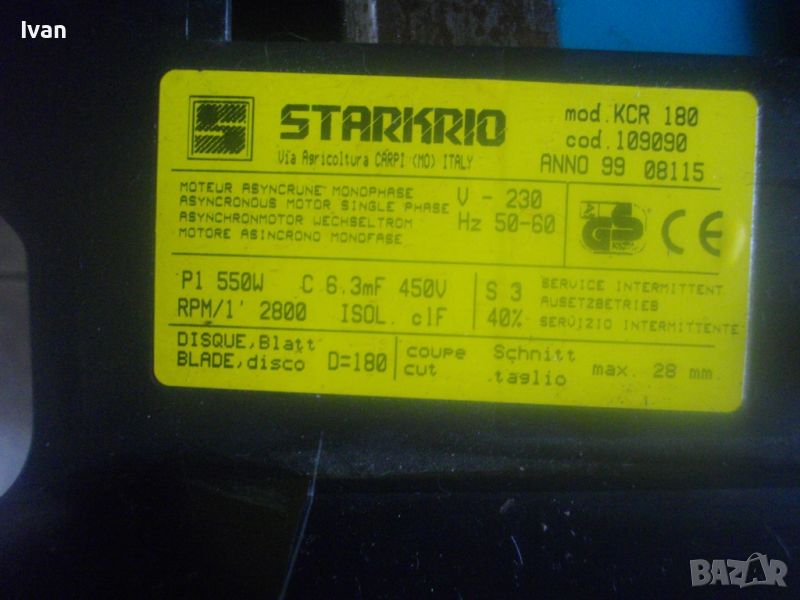 Ivan
STARKRIO
Via Agricoltura CARPI (MO) ITALY
mod.KCR 180
cod.109090
ANNO 99 08115
MOTEUR ASYNCRUNE MONOPHASE
ASYNCRONOUS MOTOR SINGLE PHASE
ASYNCHRONMOTOR WECHSELTROM
MOTORE ASINCRONO MONOFASE
V - 230
Hz 50-60
GS
CE
P1 550W C 6.3mF 450V
RPM/1' 2800 ISOL. clF
S 3
40%
SERVICE INTERMITTENT
AUSETZBETRIEB
SERVIZIO INTERMITTENTE
DISQUE,Blatt
BLADE,disco
D=180
coupe
cut
Schnitt
taglio
max. 28 mm
BAZAR